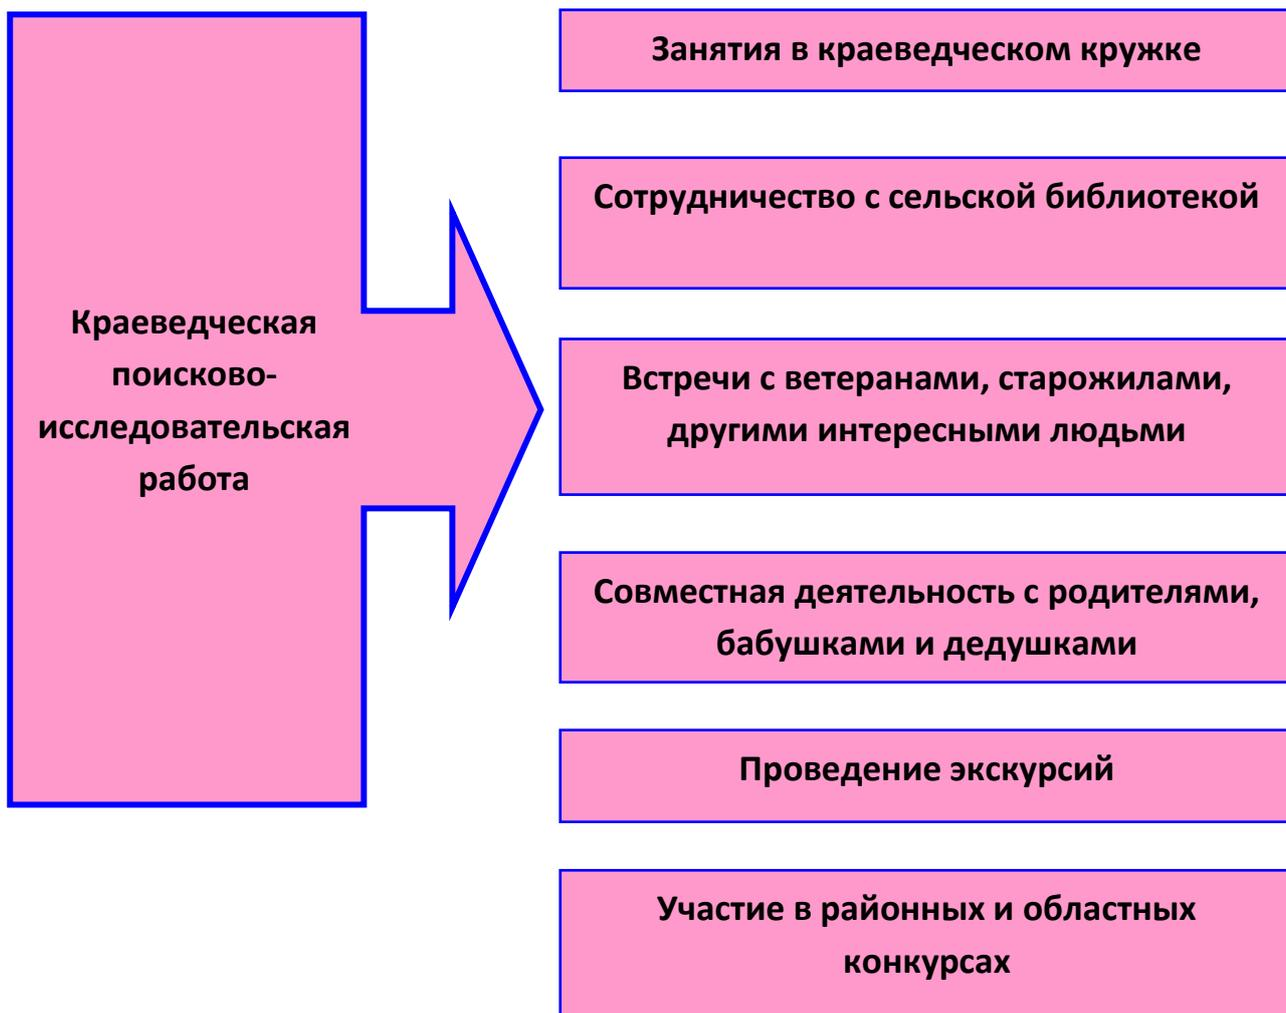 Краеведческая
поисково-
исследовательская
работа
Занятия в краеведческом кружке
Сотрудничество с сельской библиотекой
Встречи с ветеранами, старожилами,
другими интересными людьми
Совместная деятельность с родителями,
бабушками и дедушками
Проведение экскурсий
Участие в районных и областных
конкурсах